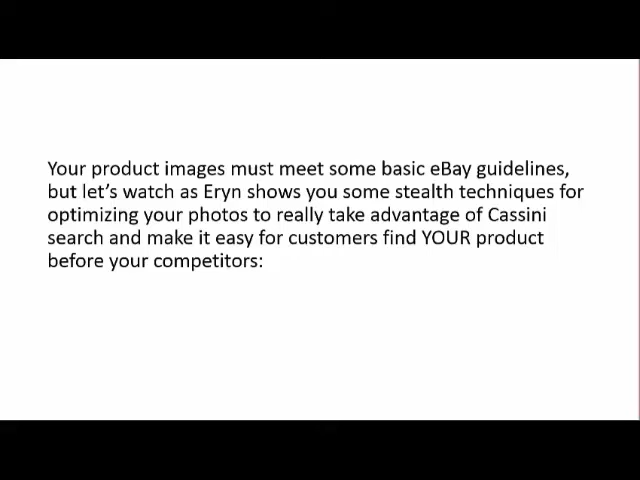 Your product images must meet some basic eBay guidelines,
but let’s watch as Eryn shows you some stealth techniques for
optimizing your photos to really take advantage of Cassini
search and make it easy for customers find YOUR product
before your competitors: